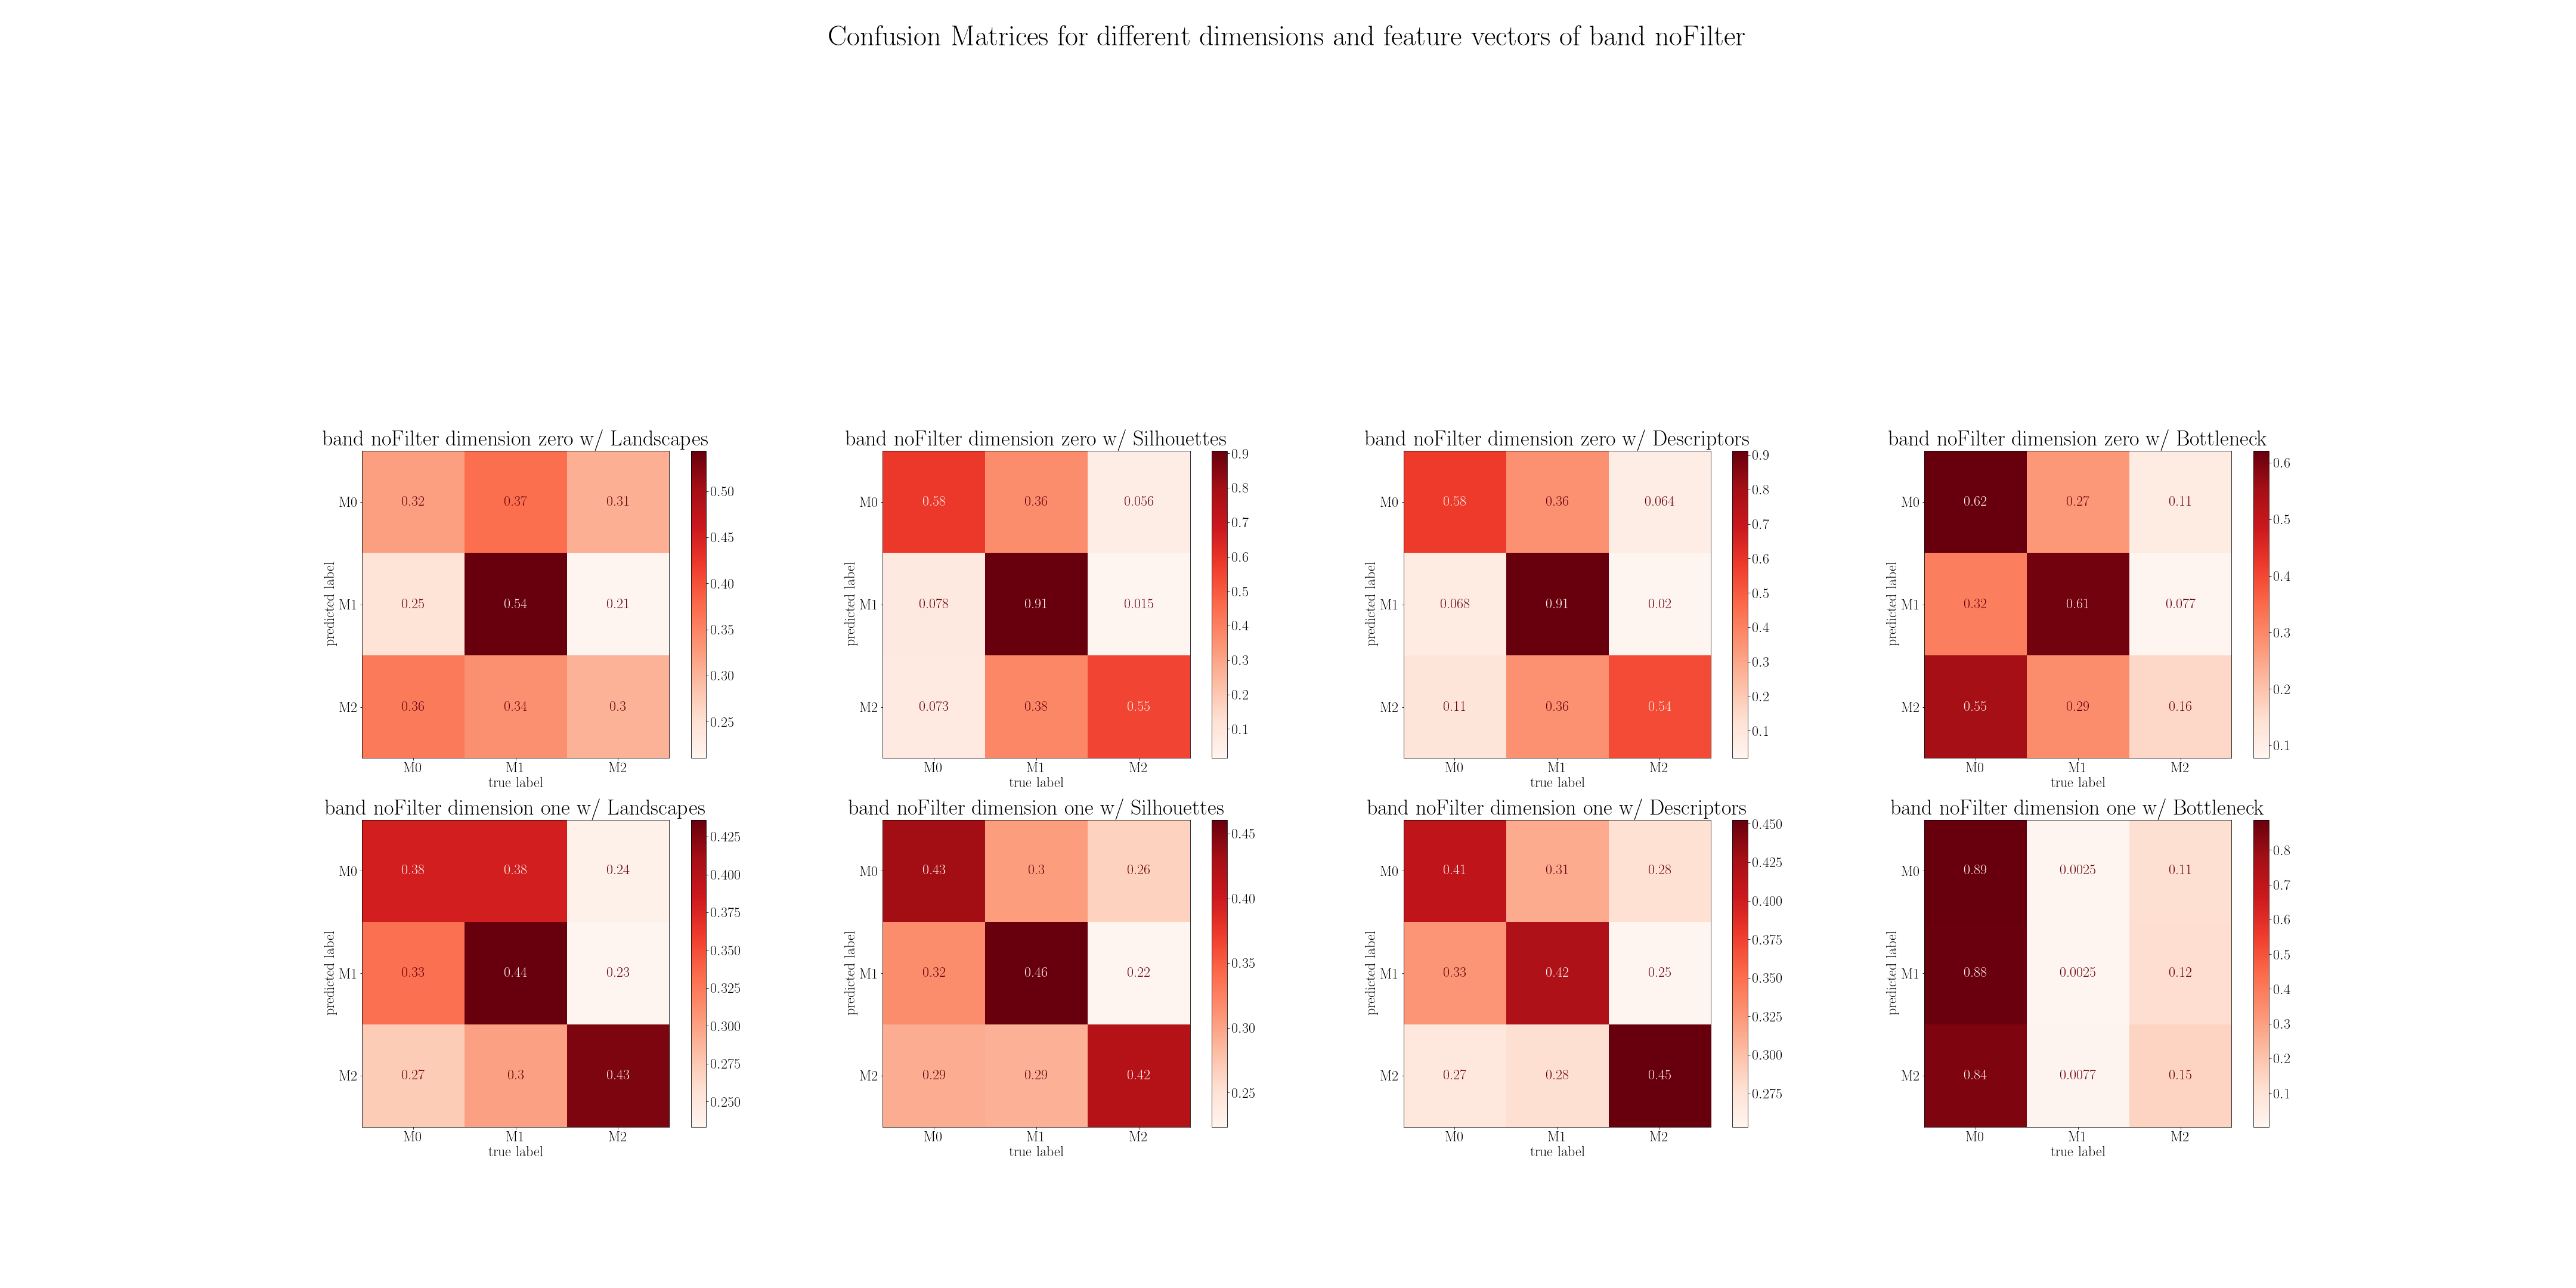 Confusion Matrices for different dimensions and feature vectors of band noFilter
band noFilter dimension zero w/ Landscapes
predicted label
M0 0.32 0.37 0.31
M1 0.25 0.54 0.21
M2 0.36 0.34 0.3
M0 M1 M2
true label
0.50
0.45
0.40
0.35
0.30
0.25
band noFilter dimension zero w/ Silhouettes
predicted label
M0 0.58 0.36 0.056
M1 0.078 0.91 0.015
M2 0.073 0.38 0.55
M0 M1 M2
true label
0.9
0.8
0.7
0.6
0.5
0.4
0.3
0.2
0.1
band noFilter dimension zero w/ Descriptors
predicted label
M0 0.58 0.36 0.064
M1 0.068 0.91 0.02
M2 0.11 0.36 0.54
M0 M1 M2
true label
0.9
0.8
0.7
0.6
0.5
0.4
0.3
0.2
0.1
band noFilter dimension zero w/ Bottleneck
predicted label
M0 0.62 0.27 0.11
M1 0.32 0.61 0.077
M2 0.55 0.29 0.16
M0 M1 M2
true label
0.6
0.5
0.4
0.3
0.2
0.1
band noFilter dimension one w/ Landscapes
predicted label
M0 0.38 0.38 0.24
M1 0.33 0.44 0.23
M2 0.27 0.3 0.43
M0 M1 M2
true label
0.425
0.400
0.375
0.350
0.325
0.300
0.275
0.250
band noFilter dimension one w/ Silhouettes
predicted label
M0 0.43 0.3 0.26
M1 0.32 0.46 0.22
M2 0.29 0.29 0.42
M0 M1 M2
true label
0.45
0.40
0.35
0.30
0.25
band noFilter dimension one w/ Descriptors
predicted label
M0 0.41 0.31 0.28
M1 0.33 0.42 0.25
M2 0.27 0.28 0.45
M0 M1 M2
true label
0.450
0.425
0.400
0.375
0.350
0.325
0.300
0.275
band noFilter dimension one w/ Bottleneck
predicted label
M0 0.89 0.0025 0.11
M1 0.88 0.0025 0.12
M2 0.84 0.0077 0.15
M0 M1 M2
true label
0.8
0.7
0.6
0.5
0.4
0.3
0.2
0.1